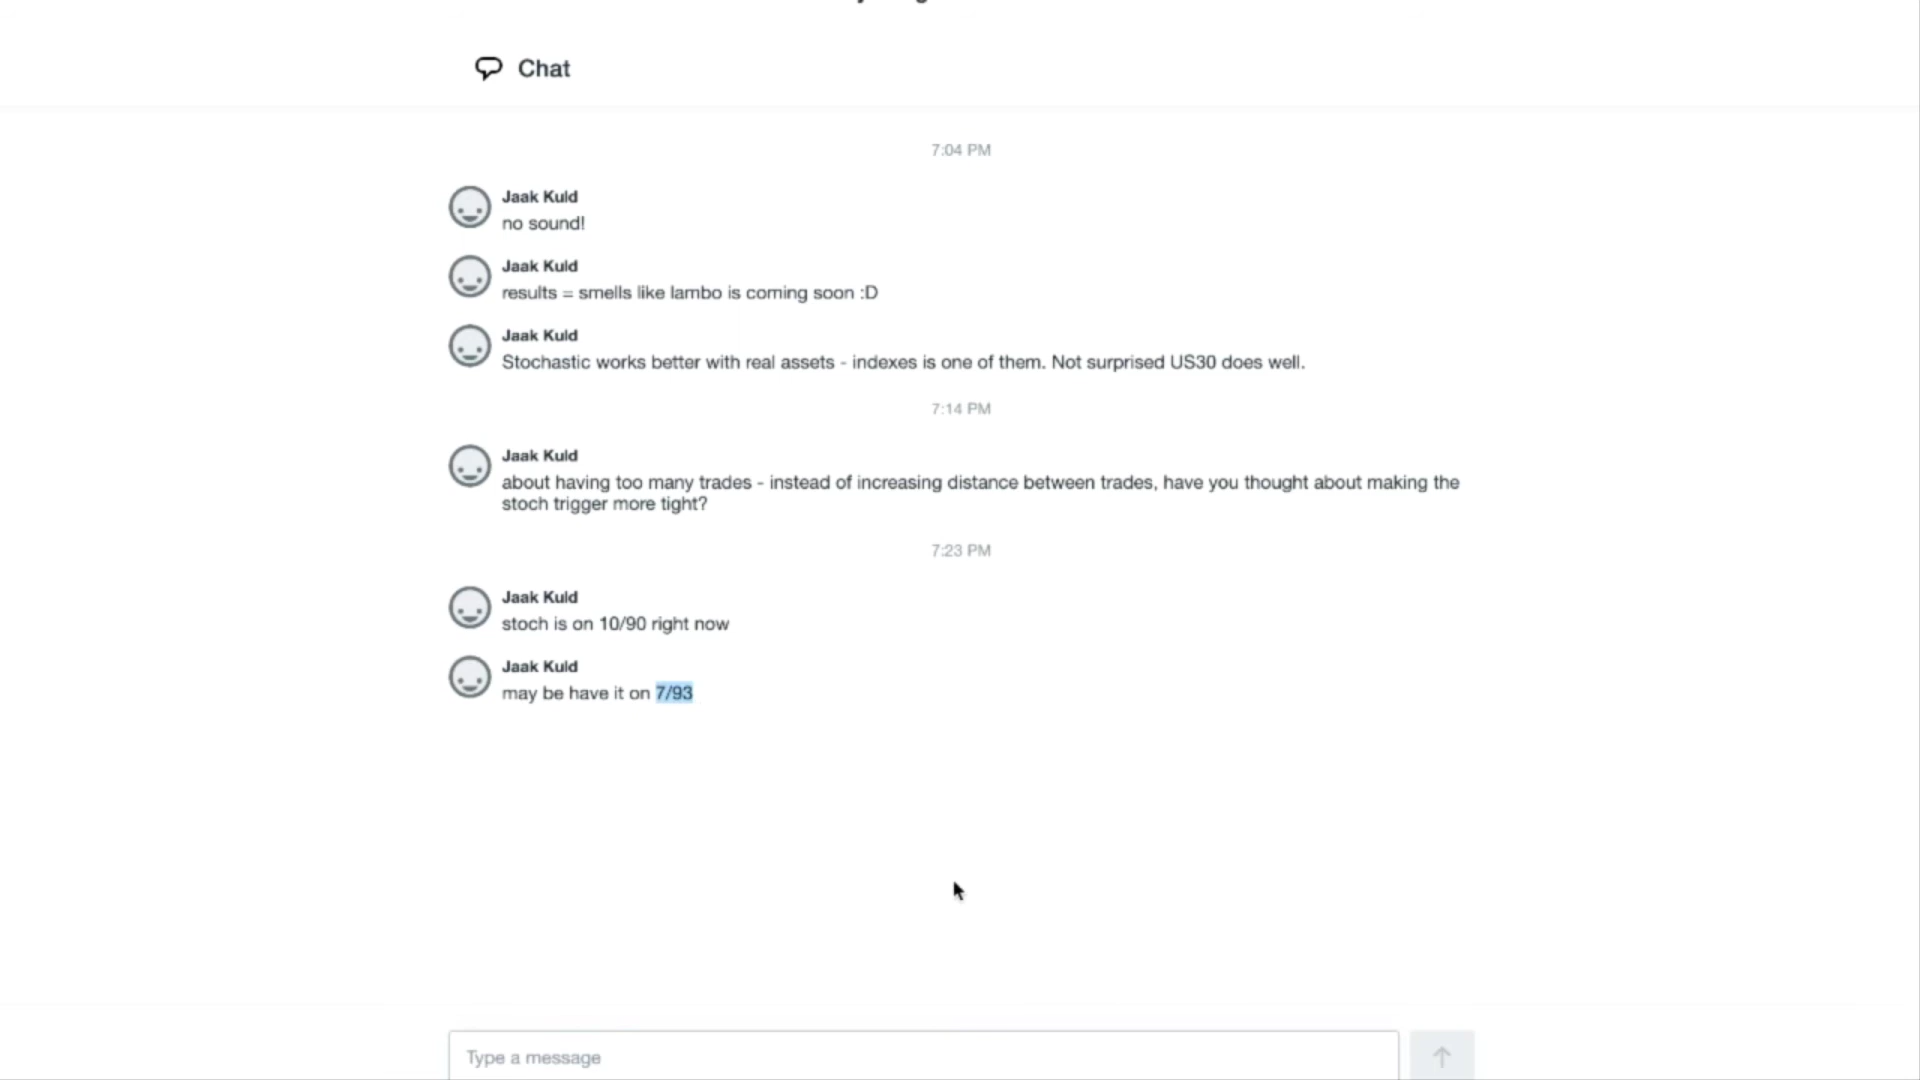 Chat
7:04 PM
Jaak Kuld
no sound!
Jaak Kuld
results = smells like lambo is coming soon :D
Jaak Kuld
Stochastic works better with real assets - indexes is one of them. Not surprised US30 does well.
7:14 PM
Jaak Kuld
about having too many trades - instead of increasing distance between trades, have you thought about making the
stoch trigger more tight?
7:23 PM
Jaak Kuld
stoch is on 10/90 right now
Jaak Kuld
may be have it on 7/93
Type a message